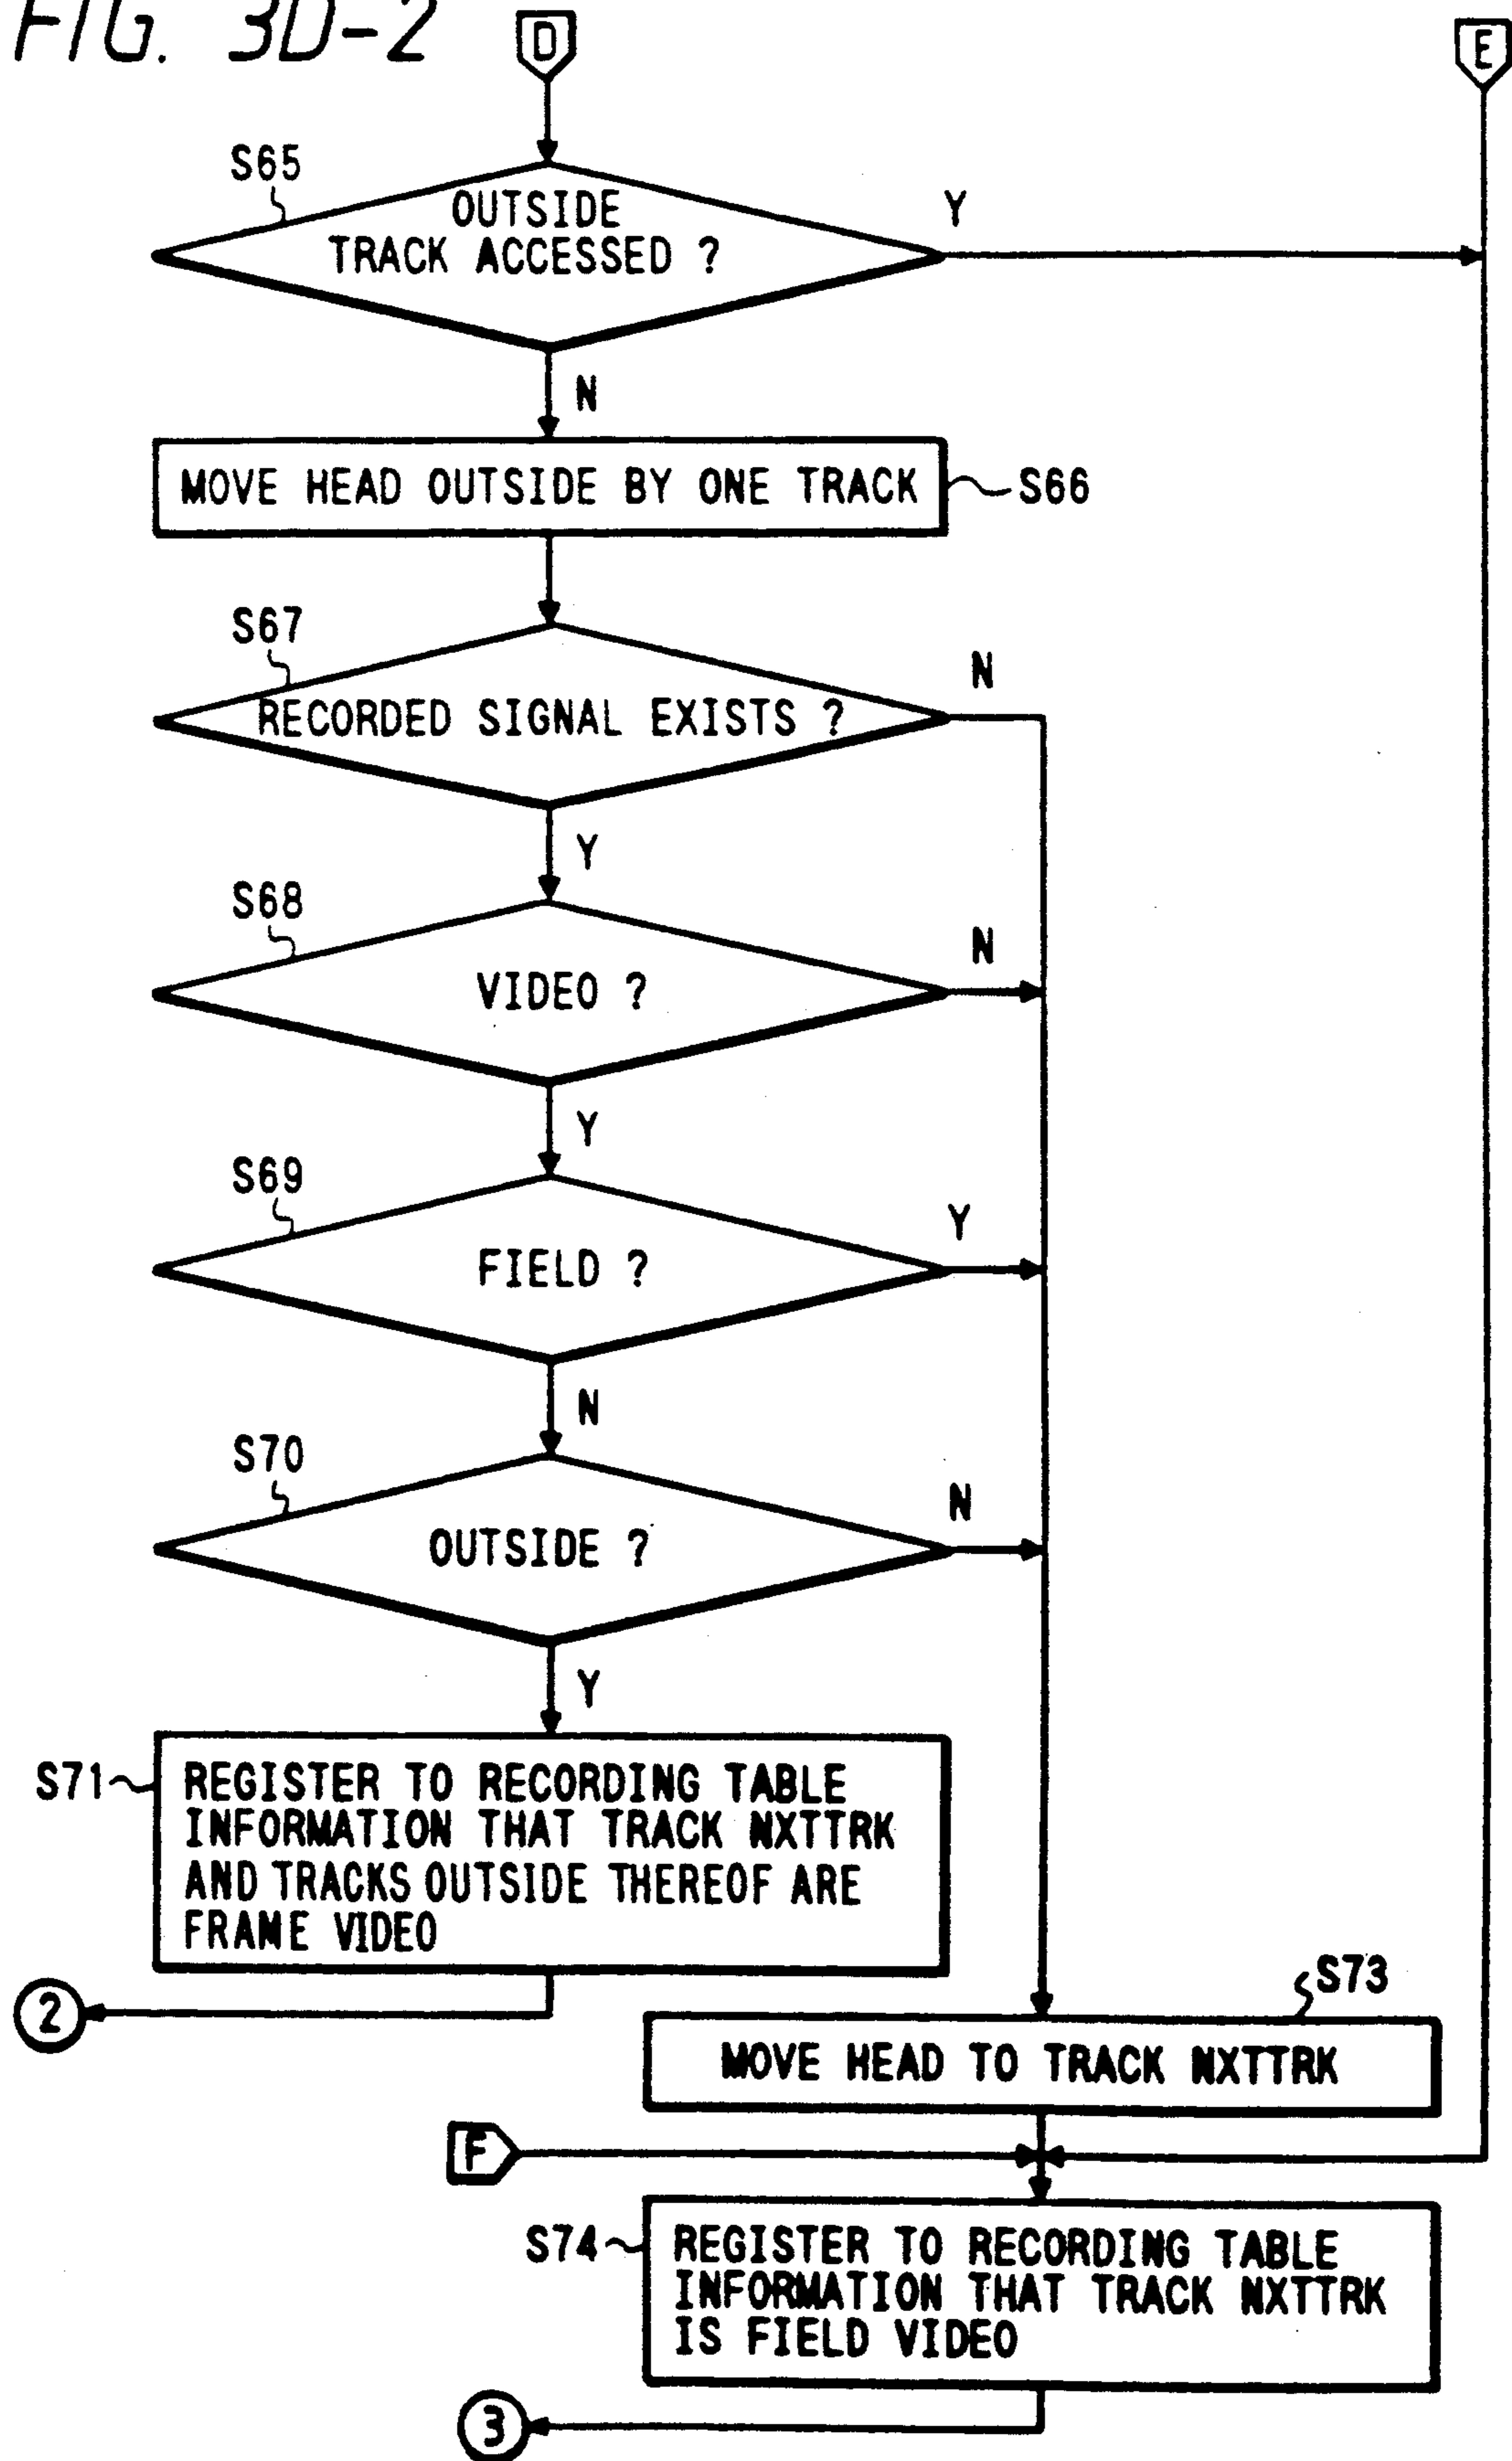 FIG. 3D-2
D
E
S65
OUTSIDE
TRACK ACCESSED ?
Y
N
MOVE HEAD OUTSIDE BY ONE TRACK
S66
S67
RECORDED SIGNAL EXISTS ?
N
Y
S68
VIDEO ?
N
Y
S69
FIELD ?
Y
N
S70
OUTSIDE ?
N
Y
S71
REGISTER TO RECORDING TABLE
INFORMATION THAT TRACK NXTTRK
AND TRACKS OUTSIDE THEREOF ARE
FRAME VIDEO
2
S73
MOVE HEAD TO TRACK NXTTRK
F
S74
REGISTER TO RECORDING TABLE
INFORMATION THAT TRACK NXTTRK
IS FIELD VIDEO
3